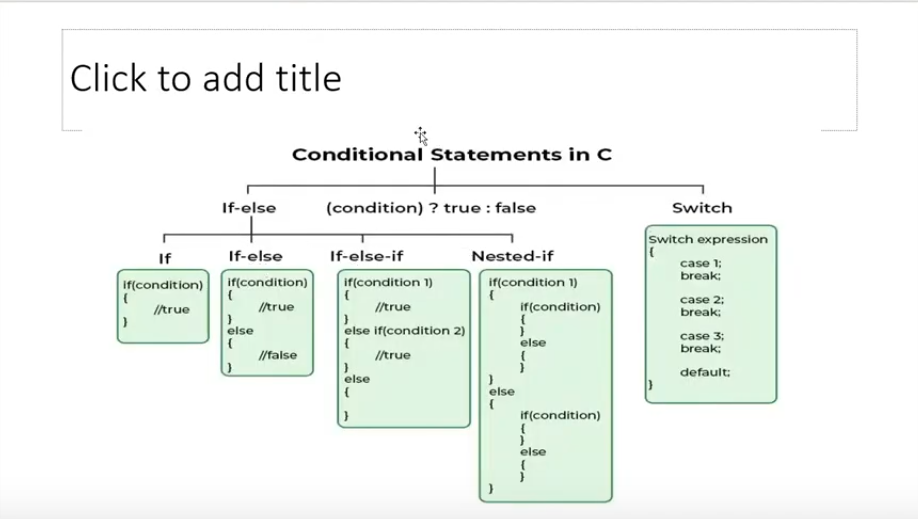 Click to add title
Conditional Statements in C
If-else
(condition) ? true : false
Switch
If
If-else
If-else-if
Nested-if
if(condition)
{
//true
}
if(condition)
{
//true
}
else
{
//false
}
if(condition 1)
{
//true
}
else if(condition 2)
{
//true
}
else
{
}
if(condition 1)
{
if(condition)
{
}
else
{
}
}
else
{
if(condition)
{
}
else
{
}
}
Switch expression
{
case 1;
break;
case 2;
break;
case 3;
break;
default;
}